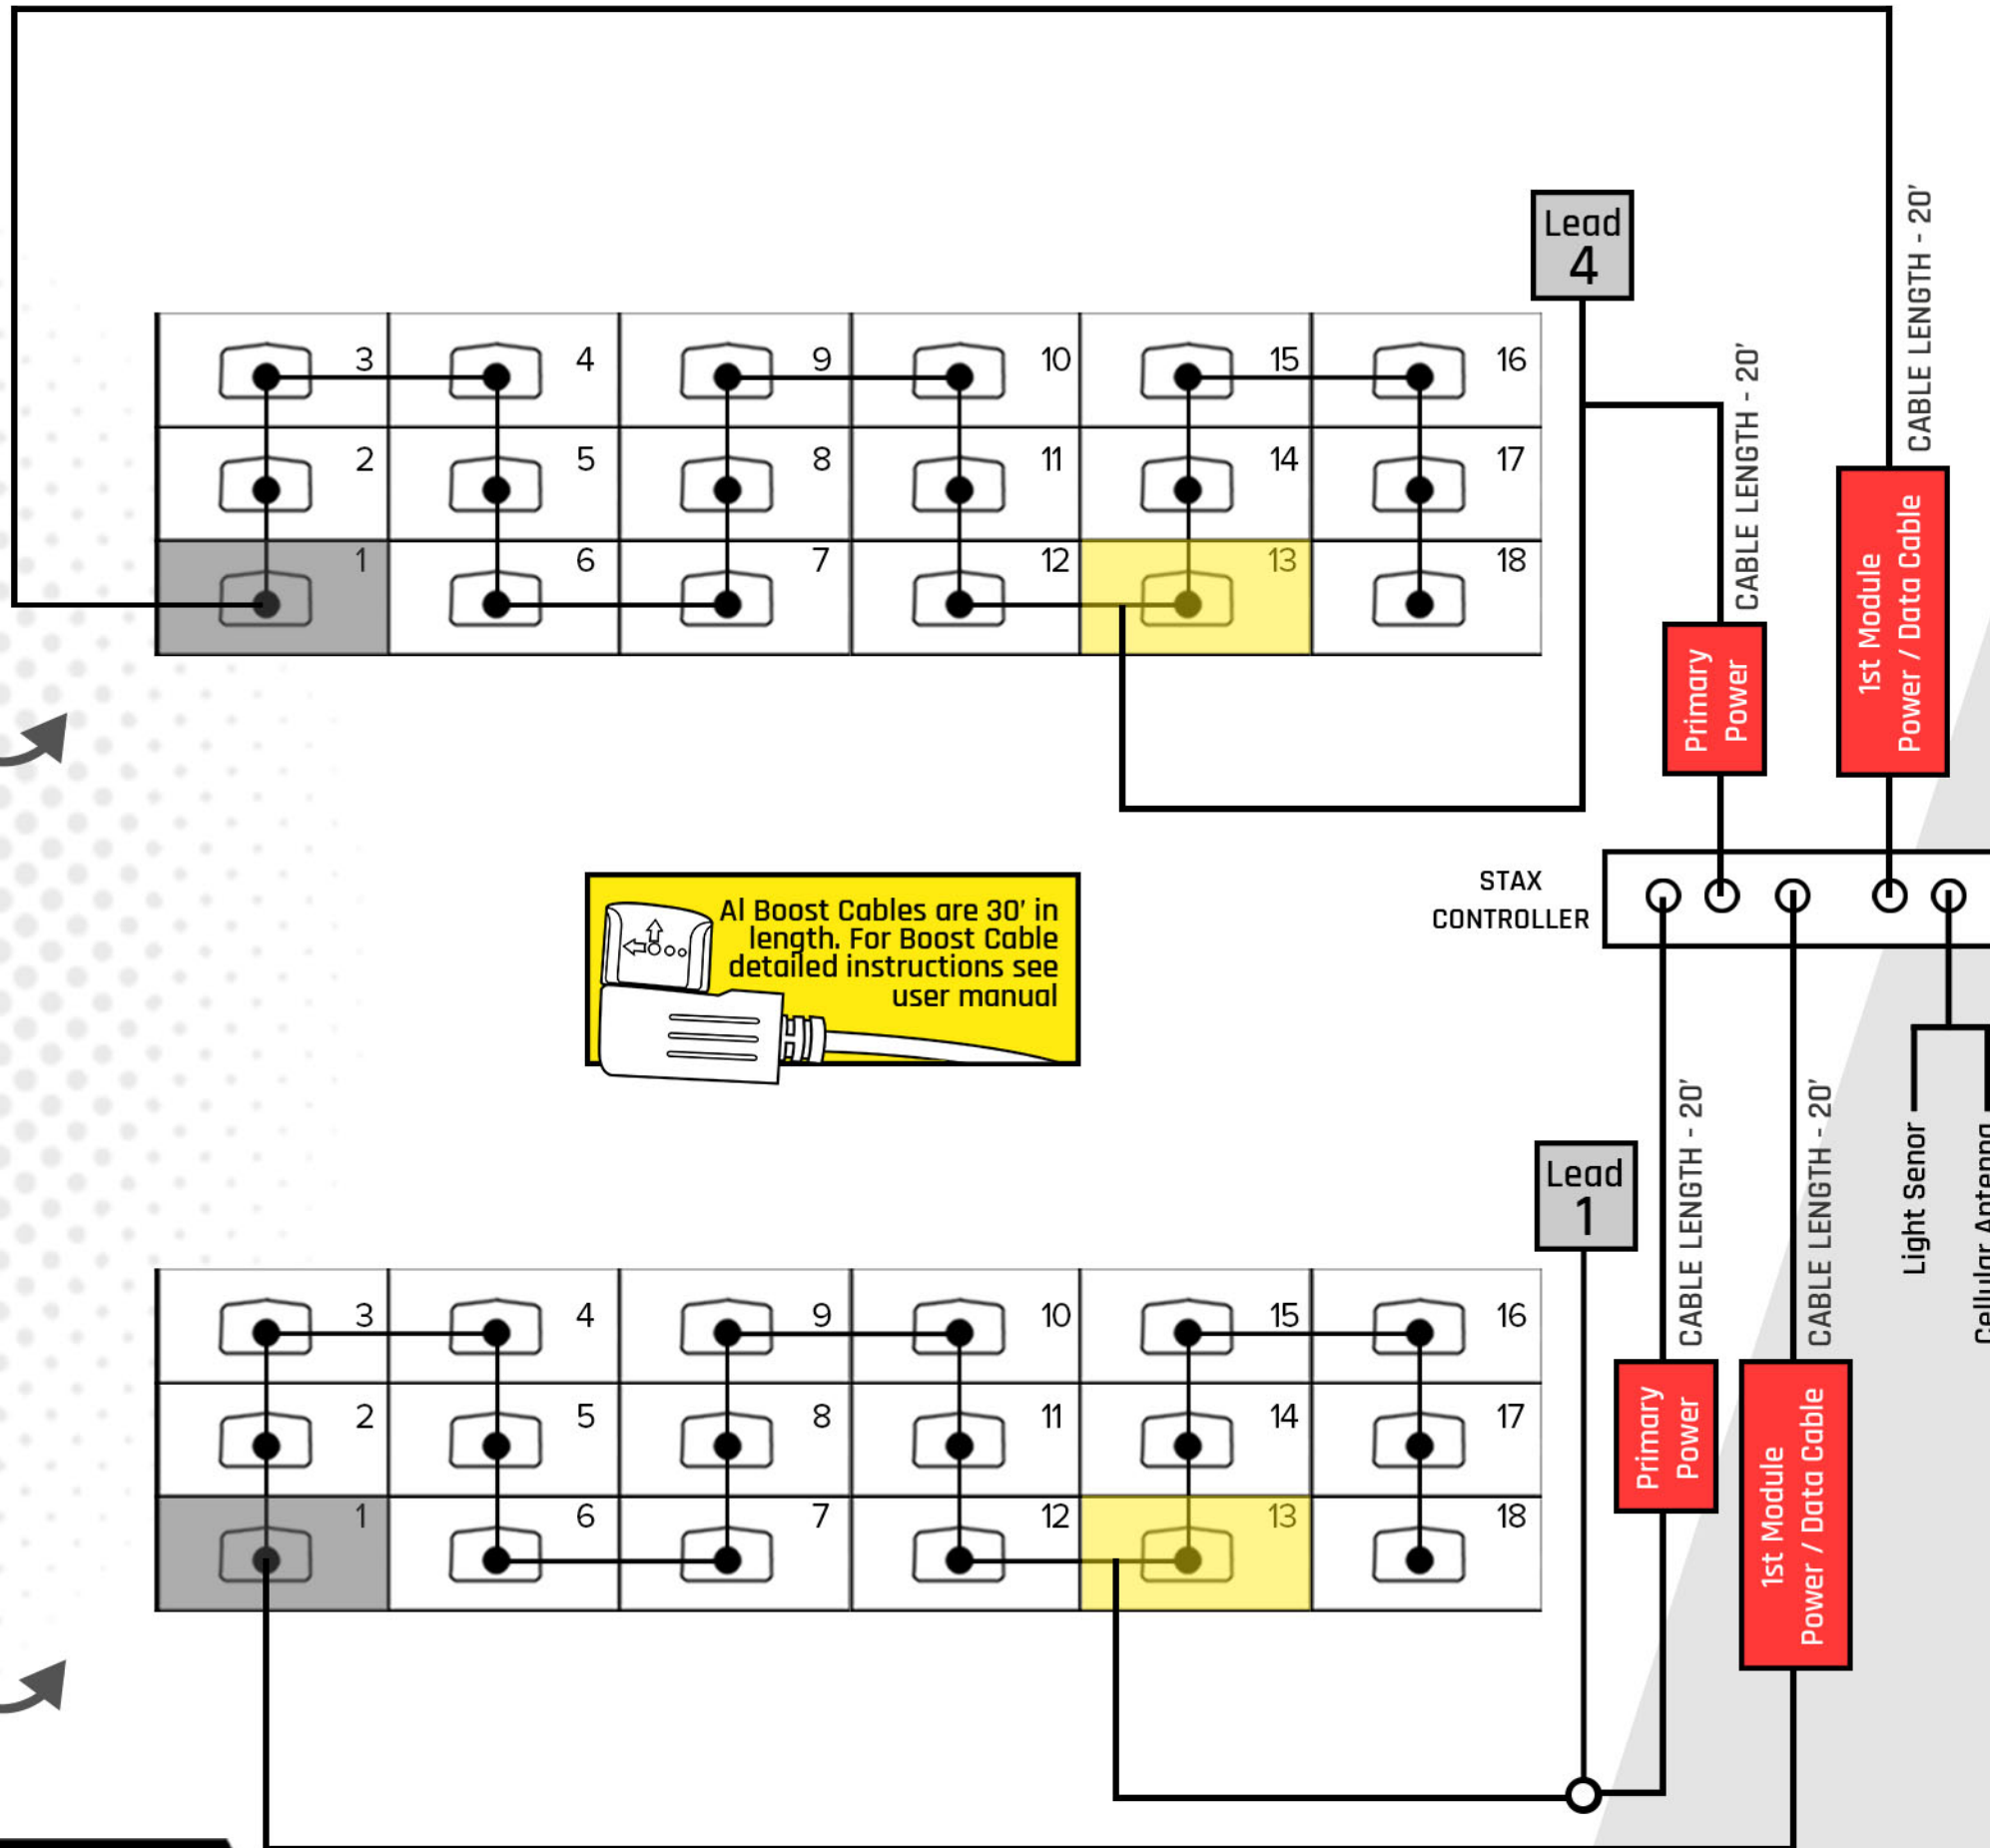 Lead
4
CABLE LENGTH - 20'
CABLE LENGTH - 20'
3 4 9 10 15 16
2 5 8 11 14 17
1 6 7 12 13 18
Primary
Power
1st Module
Power / Data Cable
STAX
CONTROLLER
Al Boost Cables are 30' in
length. For Boost Cable
detailed instructions see
user manual
Lead
1
CABLE LENGTH - 20'
CABLE LENGTH - 20'
Light Senor
Cellular Antenna
3 4 9 10 15 16
2 5 8 11 14 17
1 6 7 12 13 18
Primary
Power
1st Module
Power / Data Cable